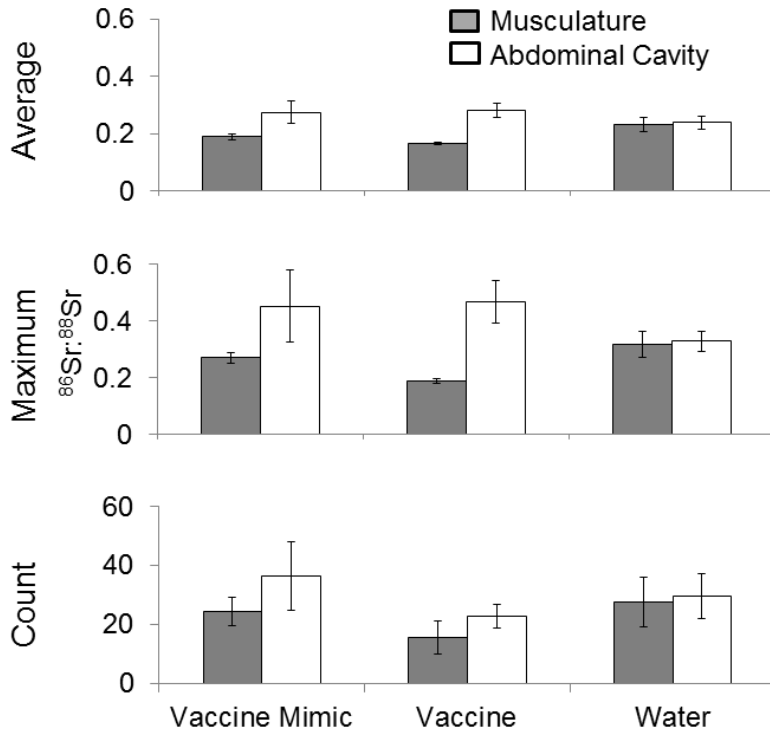 Musculature
Abdominal Cavity
Average
0.6
0.4
0.2
0
Maximum
⁸⁶Sr:⁸⁸Sr
0.6
0.4
0.2
0
Count
60
40
20
0
Vaccine Mimic Vaccine Water